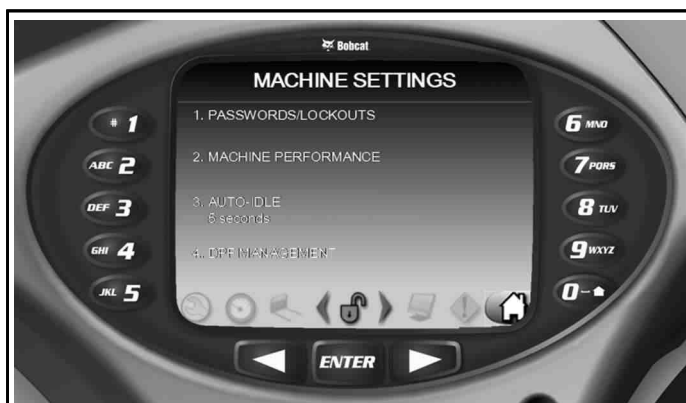 Bobcat
MACHINE SETTINGS
1. PASSWORDS/LOCKOUTS
2. MACHINE PERFORMANCE
3. AUTO-IDLE
5 seconds
4. DPF MANAGEMENT
# 1
ABC 2
DEF 3
GHI 4
JKL 5
6 MNO
7 PQRS
8 TUV
9 WXYZ
0-
ENTER